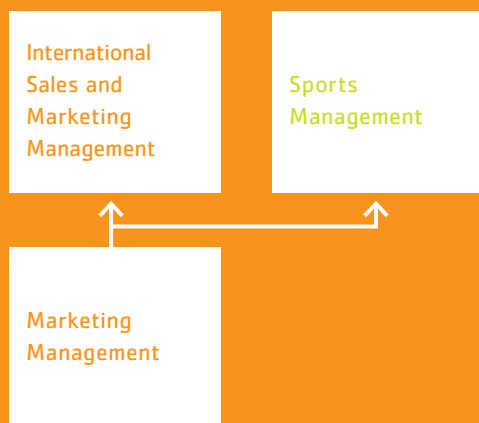 International
Sales and
Marketing
Management
Sports
Management
Marketing
Management